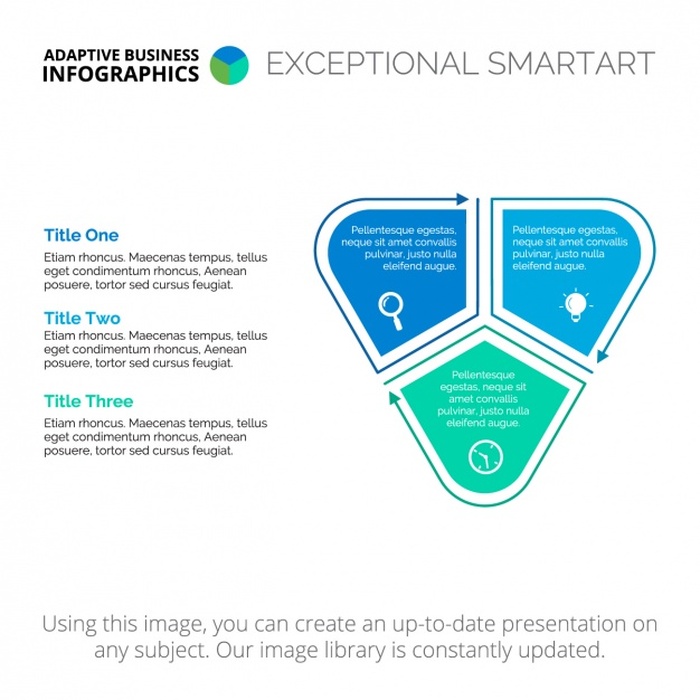 ADAPTIVE BUSINESS
INFOGRAPHICS
EXCEPTIONAL SMARTART
Title One
Etiam rhoncus. Maecenas tempus, tellus
eget condimentum rhoncus, Aenean
posuere, tortor sed cursus feugiat.
Title Two
Etiam rhoncus. Maecenas tempus, tellus
eget condimentum rhoncus, Aenean
posuere, tortor sed cursus feugiat.
Title Three
Etiam rhoncus. Maecenas tempus, tellus
eget condimentum rhoncus, Aenean
posuere, tortor sed cursus feugiat.
Pellentesque egestas,
neque sit amet convallis
pulvinar, justo nulla
eleifend augue.
Pellentesque egestas,
neque sit amet convallis
pulvinar, justo nulla
eleifend augue.
Pellentesque
egestas, neque sit
amet convallis
pulvinar, justo nulla
eleifend augue.
Using this image, you can create an up-to-date presentation on
any subject. Our image library is constantly updated.